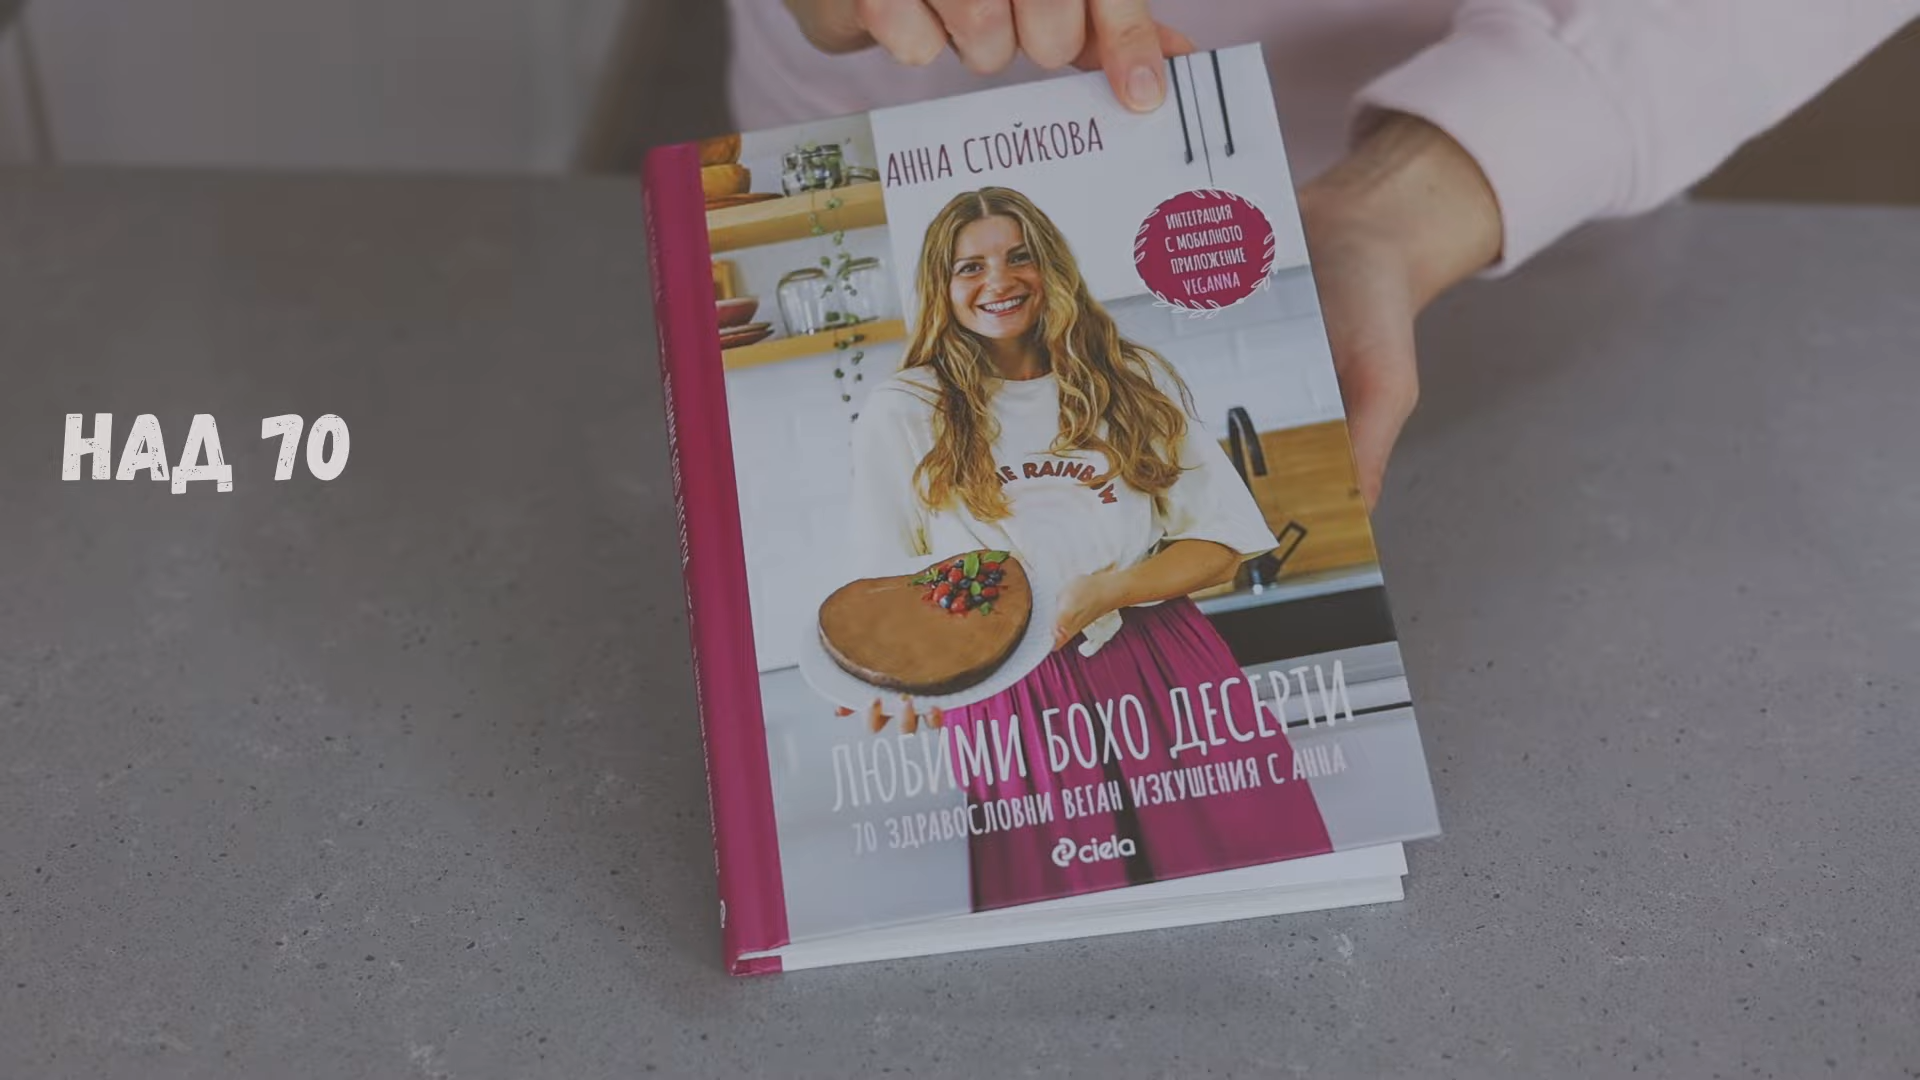 НАД 70
АННА СТОЙКОВА
ИНТЕГРАЦИЯ
С МОБИЛНОТО
ПРИЛОЖЕНИЕ
VEGANNA
RAINBOW
ЛЮБИМИ БОХО ДЕСЕРТИ
70 ЗДРАВОСЛОВНИ ВЕГАН ИЗКУШЕНИЯ С АННА
ciela